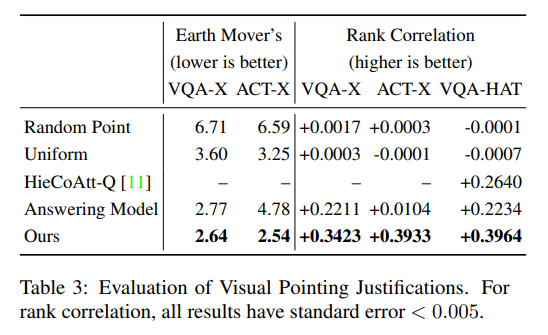 Earth Mover's Rank Correlation
(lower is better) (higher is better)
VQA-X ACT-X VQA-X ACT-X VQA-HAT
Random Point 6.71 6.59 +0.0017 +0.0003 -0.0001
Uniform 3.60 3.25 +0.0003 -0.0001 -0.0007
HieCoAtt-Q [11] – – – – +0.2640
Answering Model 2.77 4.78 +0.2211 +0.0104 +0.2234
Ours 2.64 2.54 +0.3423 +0.3933 +0.3964
Table 3: Evaluation of Visual Pointing Justifications. For
rank correlation, all results have standard error < 0.005.